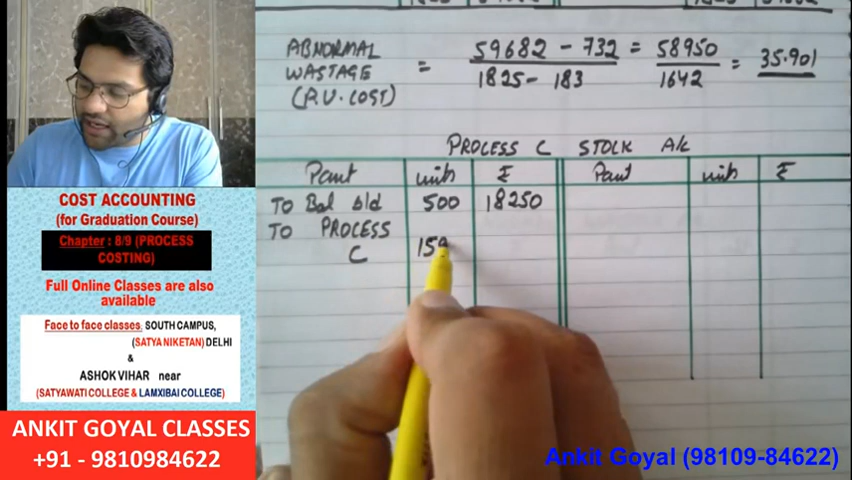 ABNORMAL
WASTAGE
(P.U. COST)
= 59682 - 732 = 58950 = 35.901
1825 - 183 1642
PROCESS C STOCK A/c
Part units ₹ Part units ₹
TO Bal b/d 500 18250
TO PROCESS
C 159
COST ACCOUNTING
(for Graduation Course)
Chapter : 8/9 (PROCESS
COSTING)
Full Online Classes are also
available
Face to face classes: SOUTH CAMPUS,
(SATYA NIKETAN) DELHI
&
ASHOK VIHAR near
(SATYAWATI COLLEGE & LAMXIBAI COLLEGE)
ANKIT GOYAL CLASSES
+91 - 9810984622
Ankit Goyal (98109-84622)